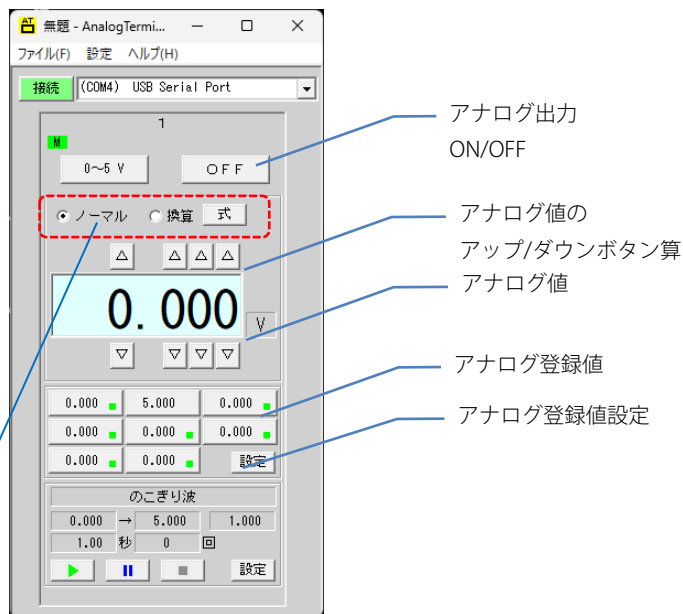 無題 - AnalogTermi...
ファイル(F) 設定 ヘルプ(H)
接続 (COM4) USB Serial Port
1
M
0～5 V OFF
ノーマル 換算 式
0.000 V
0.000 5.000 0.000
0.000 0.000 0.000
0.000 0.000 設定
のこぎり波
0.000 → 5.000 1.000
1.00 秒 0 回
設定
アナログ出力
ON/OFF
アナログ値の
アップ/ダウンボタン算
アナログ値
アナログ登録値
アナログ登録値設定